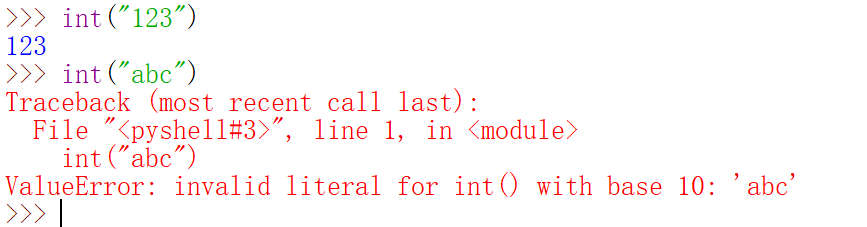 >>> int("123")
123
>>> int("abc")
Traceback (most recent call last):
  File "<pyshell#3>", line 1, in <module>
    int("abc")
ValueError: invalid literal for int() with base 10: 'abc'
>>>